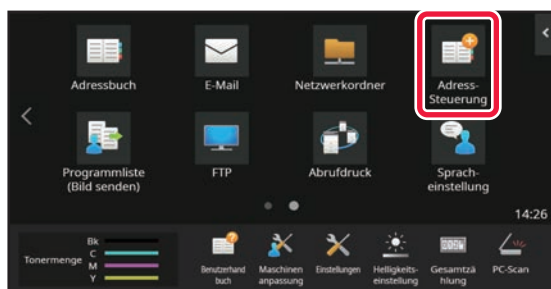 Adressbuch
E-Mail
Netzwerkordner
Adress-
Steuerung
Programmliste
(Bild senden)
FTP
Abrufdruck
Sprach-
einstellung
14:26
Tonermenge
Bk
C
M
Y
Benutzerhand
buch
Maschinen
anpassung
Einstellungen
Helligkeits-
einstellung
Gesamtzä
hlung
PC-Scan